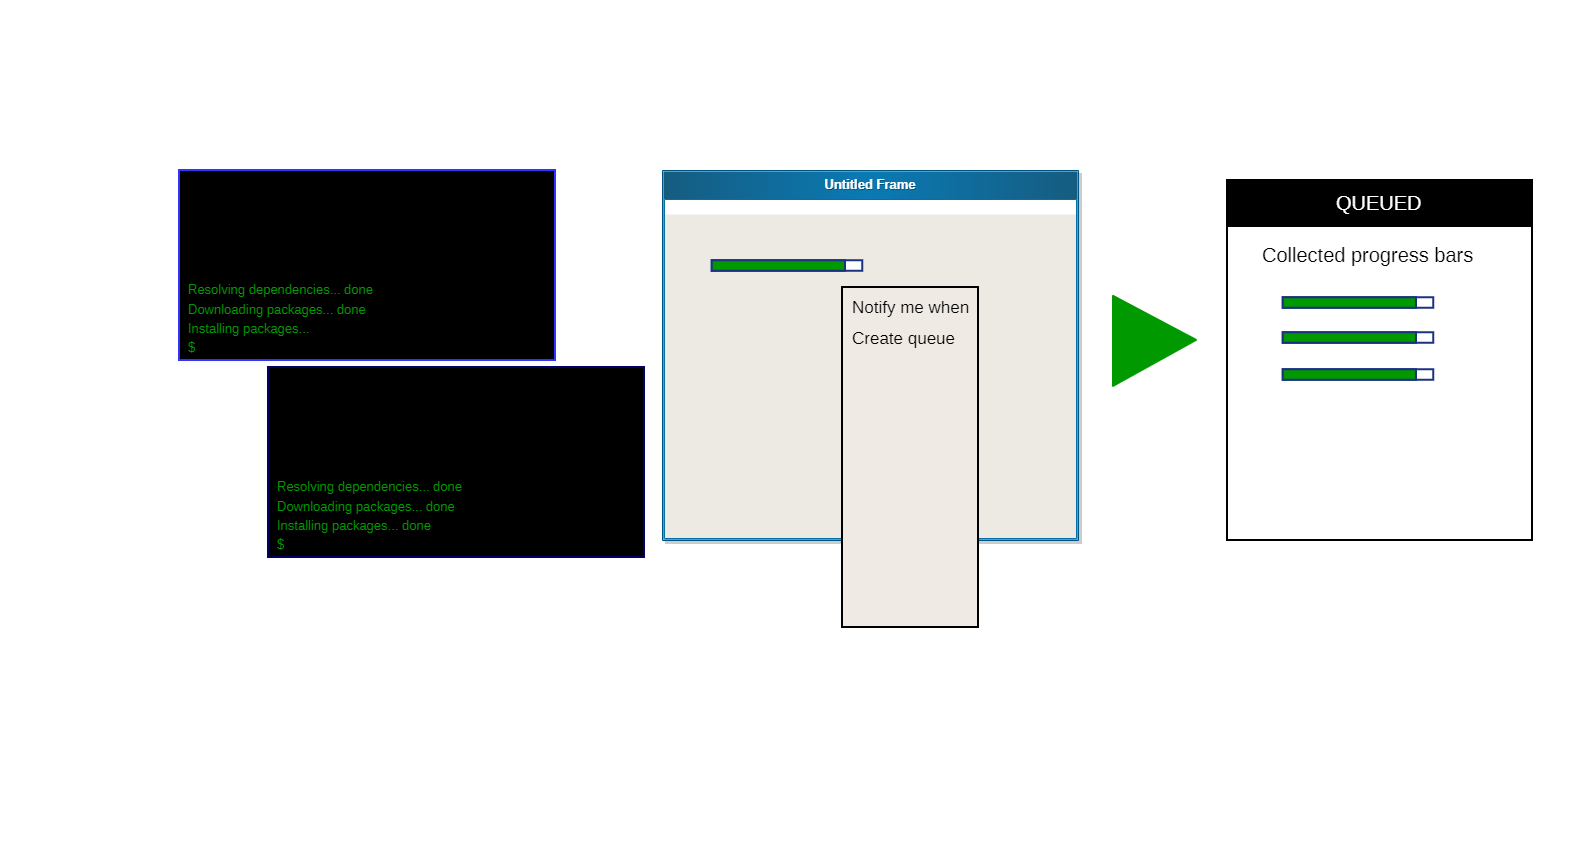 Resolving dependencies... done
Downloading packages... done
Installing packages...
$
Resolving dependencies... done
Downloading packages... done
Installing packages... done
$
Untitled Frame
Notify me when
Create queue
QUEUED
Collected progress bars